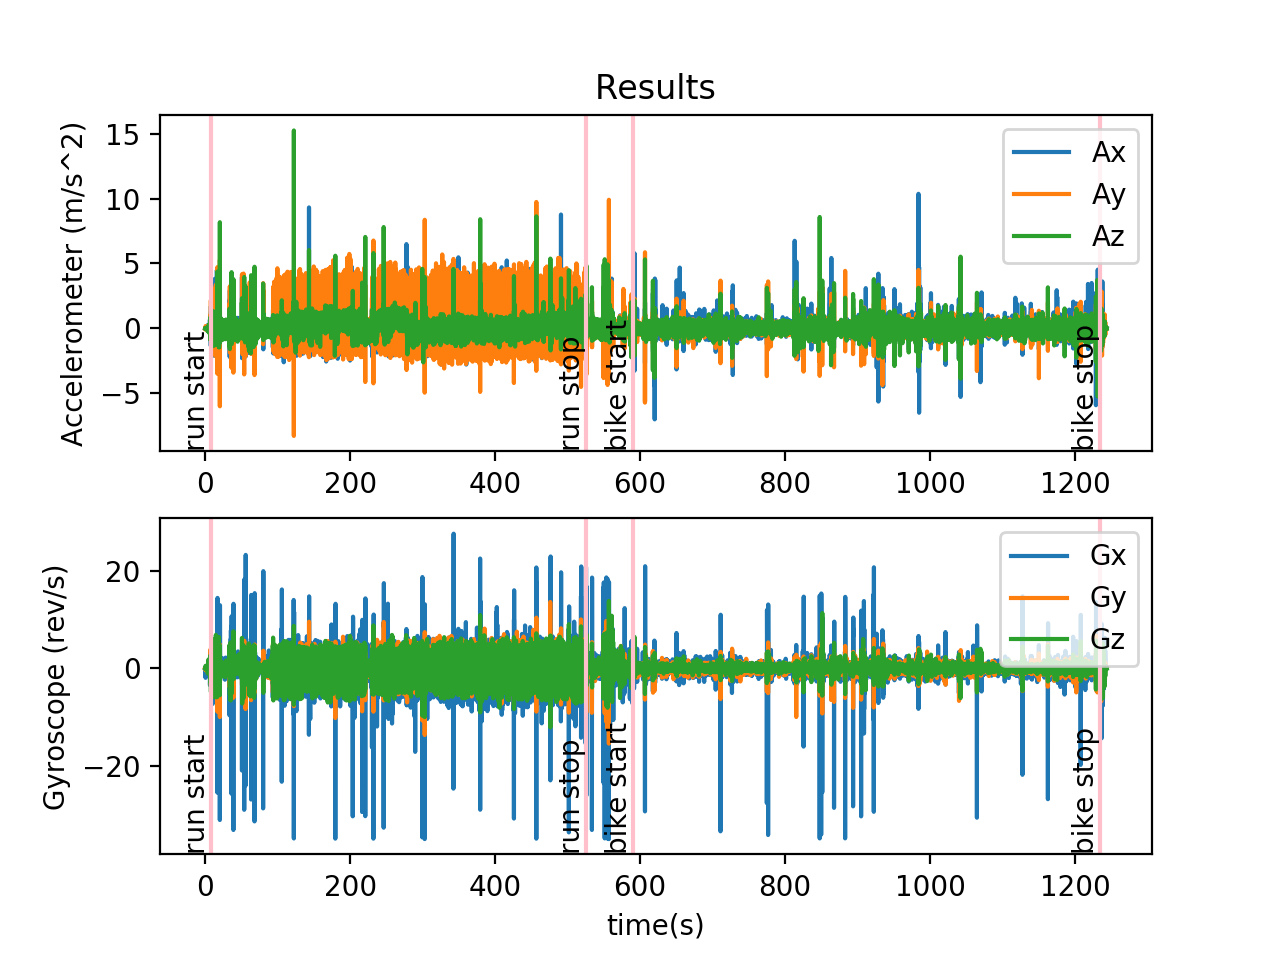 Results
Accelerometer (m/s^2)
15
10
5
0
−5
run start
run stop
bike start
bike stop
Ax
Ay
Az
0
200
400
600
800
1000
1200
Gyroscope (rev/s)
20
0
−20
run start
run stop
bike start
bike stop
Gx
Gy
Gz
0
200
400
600
800
1000
1200
time(s)